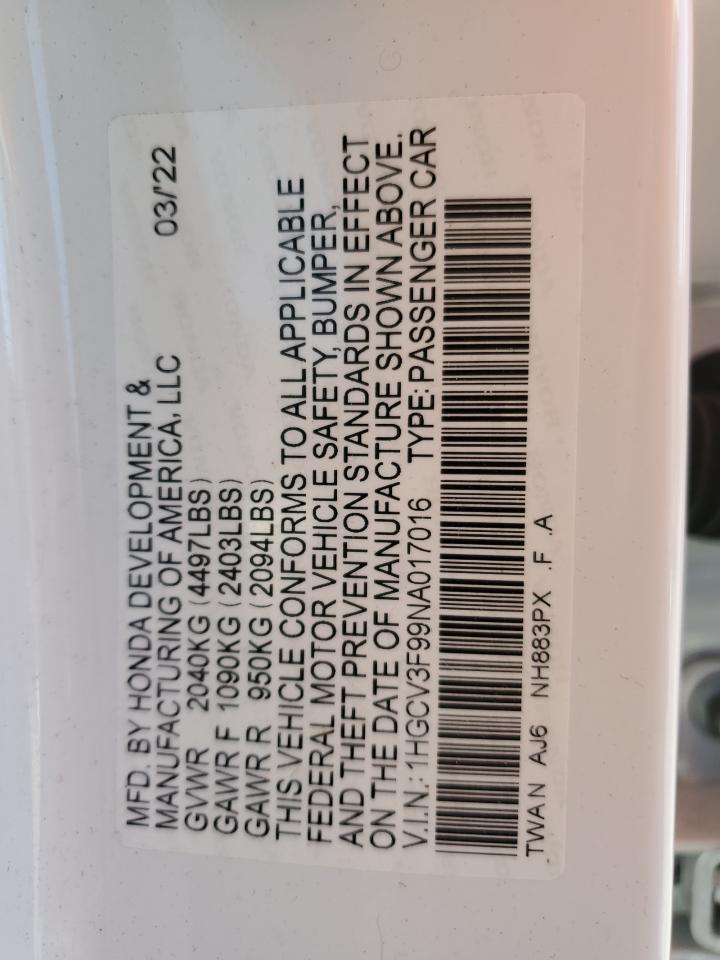 MFD. BY HONDA DEVELOPMENT &
MANUFACTURING OF AMERICA, LLC 03/'22
GVWR 2040KG (4497LBS)
GAWR F 1090KG (2403LBS)
GAWR R 950KG (2094LBS)
THIS VEHICLE CONFORMS TO ALL APPLICABLE
FEDERAL MOTOR VEHICLE SAFETY, BUMPER,
AND THEFT PREVENTION STANDARDS IN EFFECT
ON THE DATE OF MANUFACTURE SHOWN ABOVE.
V.I.N.: 1HGCV3F99NA017016 TYPE: PASSENGER CAR
TWAN AJ6 NH883PX .F .A